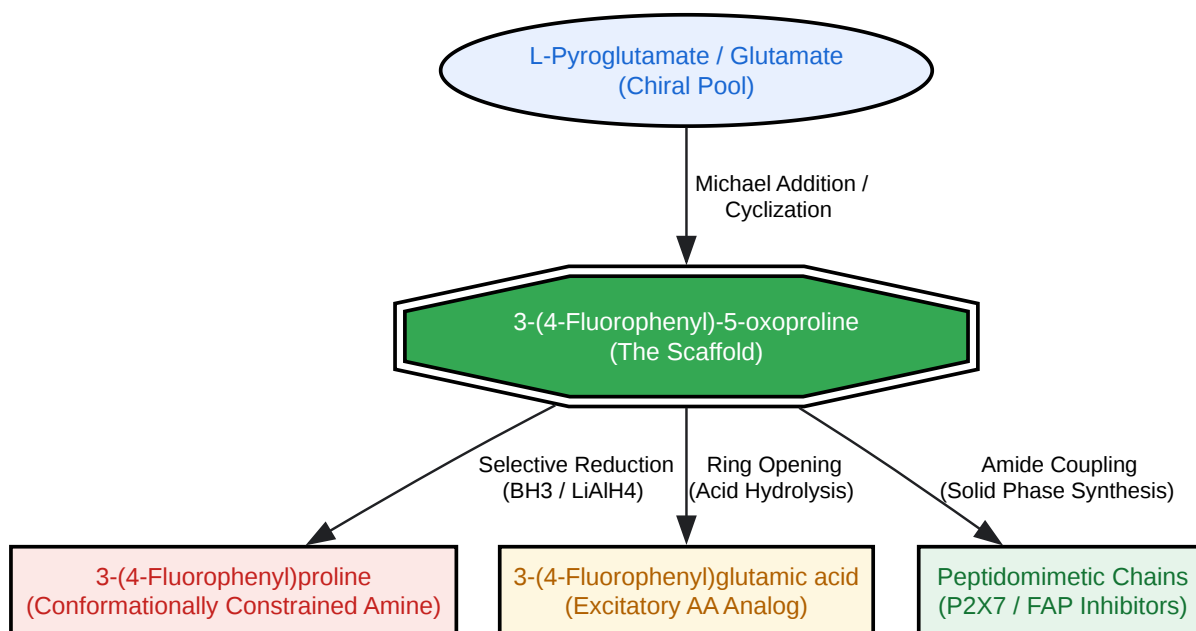 L-Pyroglutamate / Glutamate
(Chiral Pool)
Michael Addition /
Cyclization
3-(4-Fluorophenyl)-5-oxoproline
(The Scaffold)
Selective Reduction
(BH3 / LiAlH4)
Ring Opening
(Acid Hydrolysis)
Amide Coupling
(Solid Phase Synthesis)
3-(4-Fluorophenyl)proline
(Conformationally Constrained Amine)
3-(4-Fluorophenyl)glutamic acid
(Excitatory AA Analog)
Peptidomimetic Chains
(P2X7 / FAP Inhibitors)